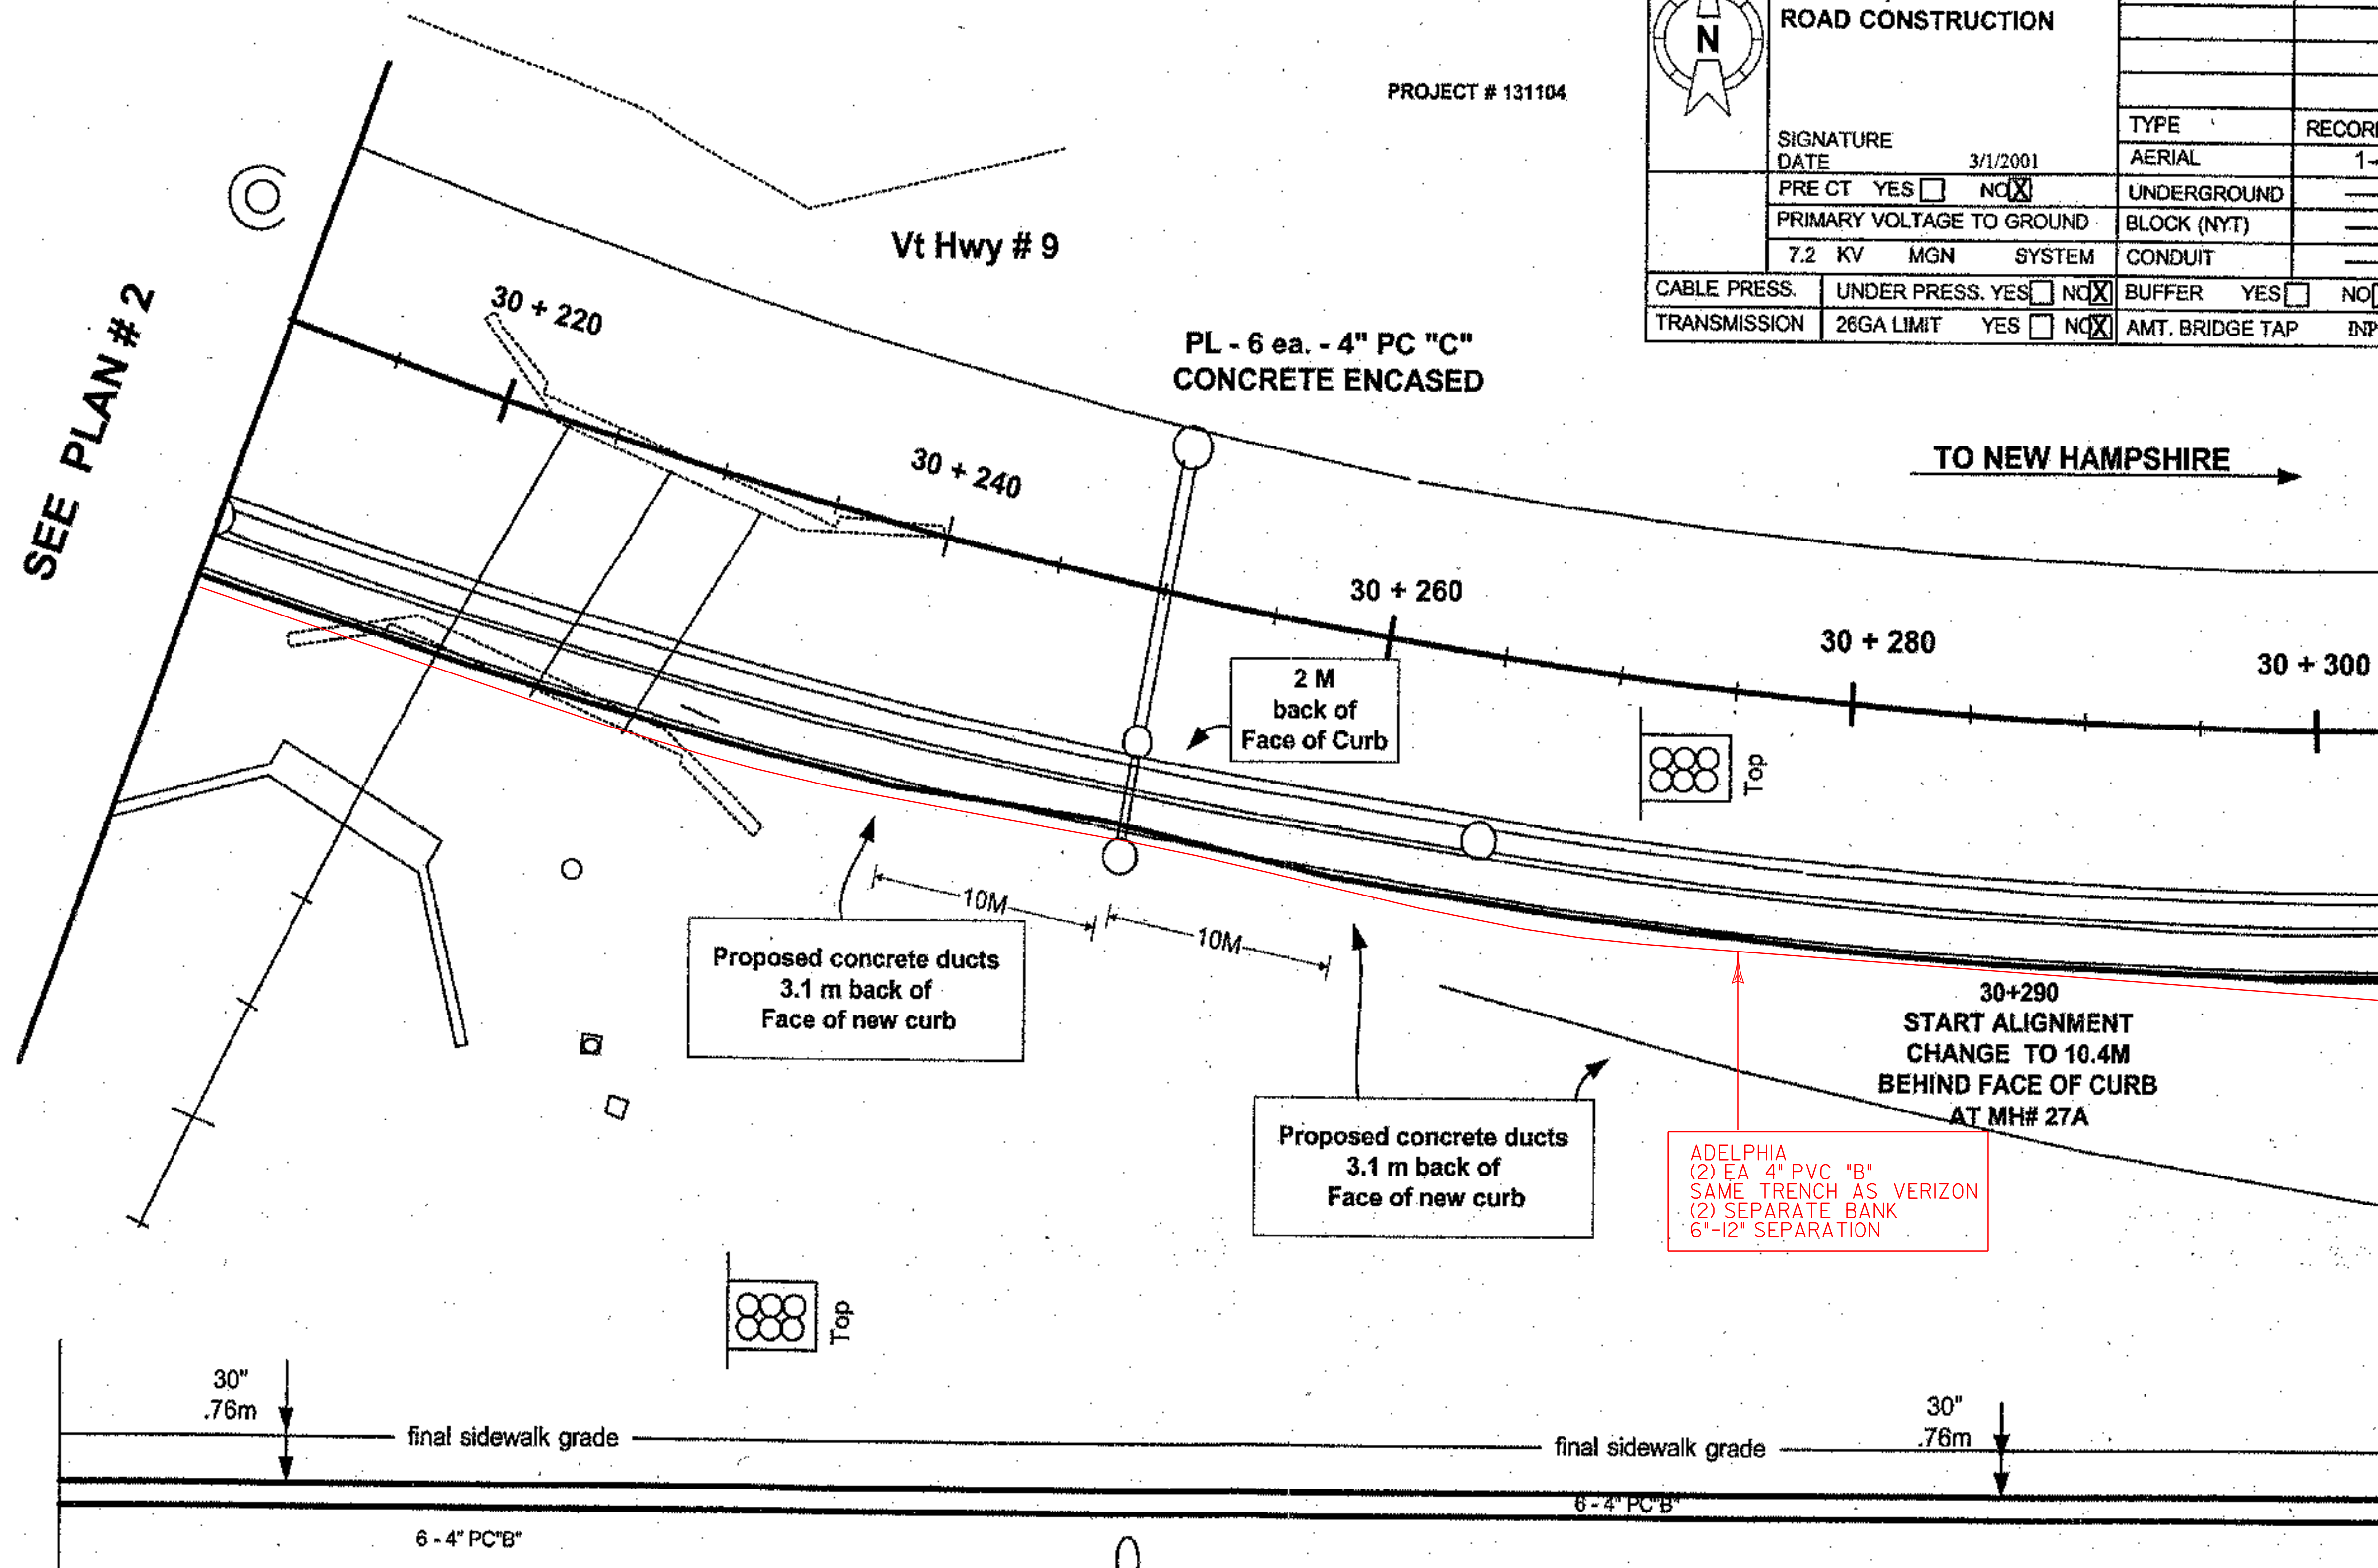 ROAD CONSTRUCTION
N
PROJECT # 131104
SIGNATURE
DATE 3/1/2001
PRE CT YES NO X
PRIMARY VOLTAGE TO GROUND
7.2 KV MGN SYSTEM
CABLE PRESS. UNDER PRESS. YES NO X
TRANSMISSION 26GA LIMIT YES NO X
TYPE
AERIAL 1-
UNDERGROUND
BLOCK (NYT)
CONDUIT
BUFFER YES NO
AMT. BRIDGE TAP
Vt Hwy # 9
SEE PLAN # 2
30 + 220
PL - 6 ea. - 4" PC "C"
CONCRETE ENCASED
30 + 240
TO NEW HAMPSHIRE
30 + 260
30 + 280
30 + 300
2 M
back of
Face of Curb
Top
10M
10M
Proposed concrete ducts
3.1 m back of
Face of new curb
30+290
START ALIGNMENT
CHANGE TO 10.4M
BEHIND FACE OF CURB
AT MH# 27A
Proposed concrete ducts
3.1 m back of
Face of new curb
ADELPHIA
(2) EA 4" PVC "B"
SAME TRENCH AS VERIZON
(2) SEPARATE BANK
6"-12" SEPARATION
Top
30"
.76m
final sidewalk grade
final sidewalk grade
30"
.76m
6 - 4" PC"B"
6 - 4" PC"B"